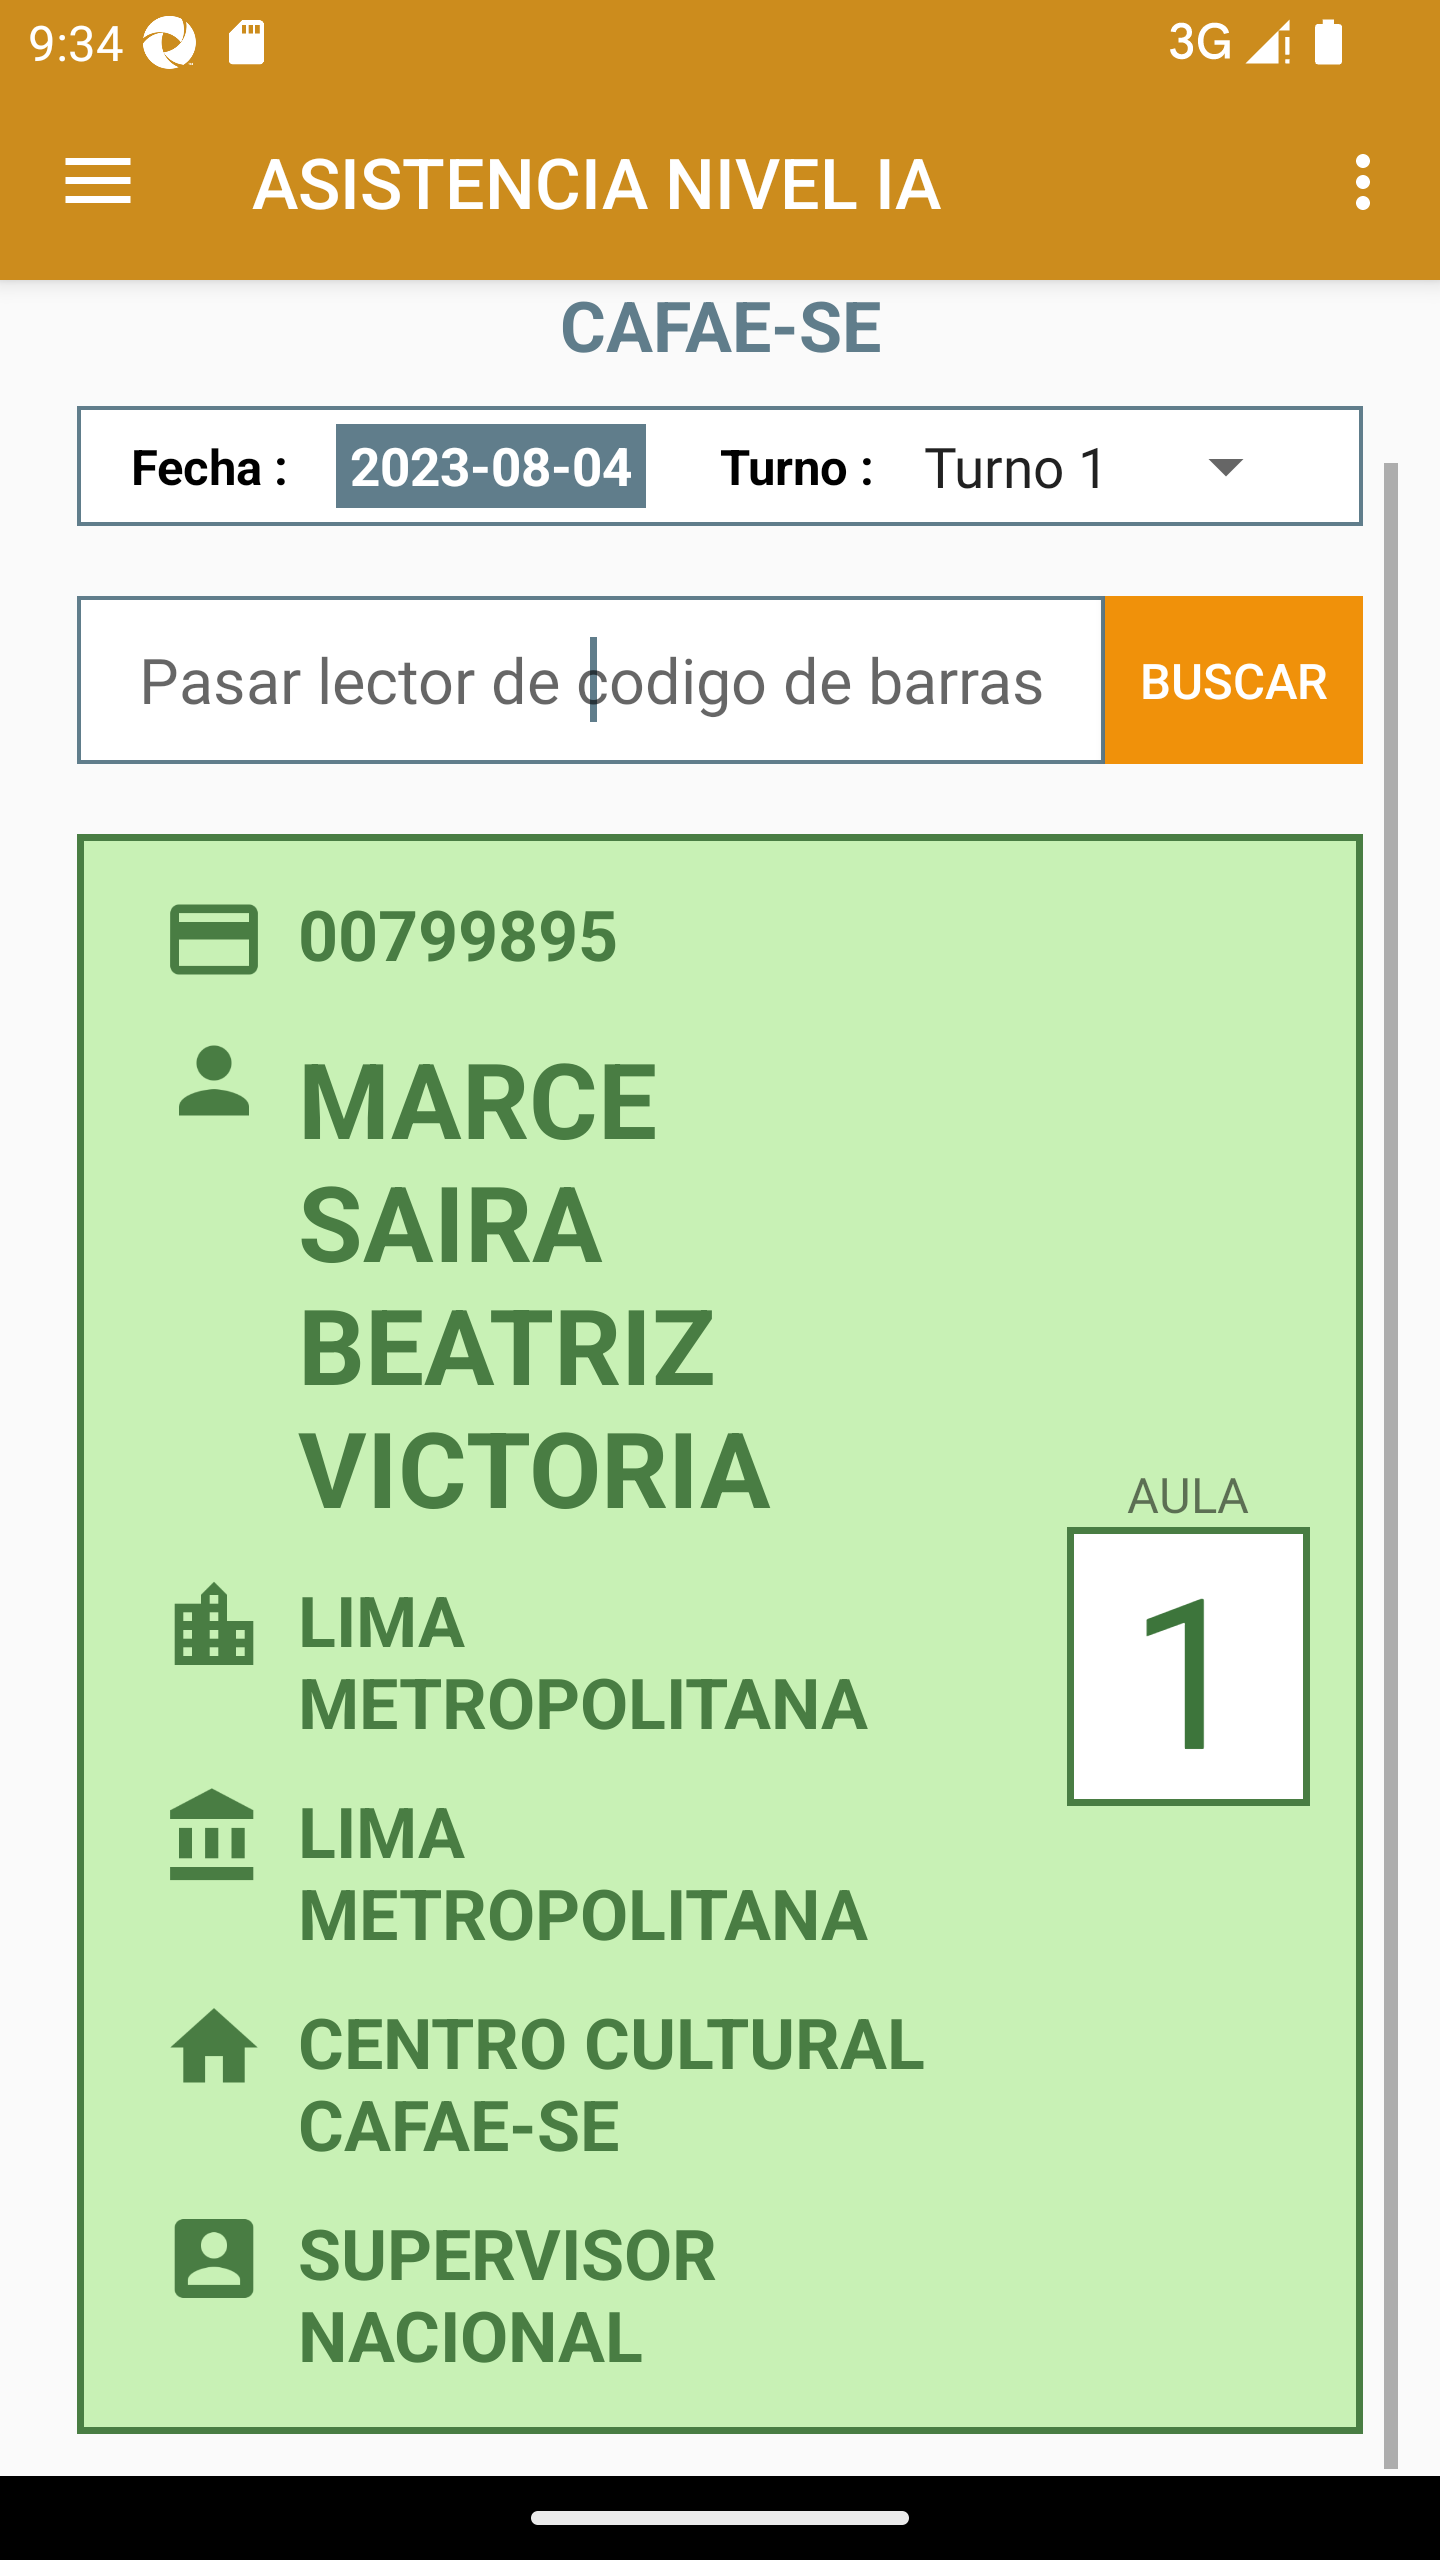 9:34
3G
ASISTENCIA NIVEL IA
CAFAE-SE
Fecha : 2023-08-04 Turno : Turno 1
Pasar lector de codigo de barras BUSCAR
00799895
MARCE
SAIRA
BEATRIZ
VICTORIA
AULA
1
LIMA
METROPOLITANA
LIMA
METROPOLITANA
CENTRO CULTURAL
CAFAE-SE
SUPERVISOR
NACIONAL